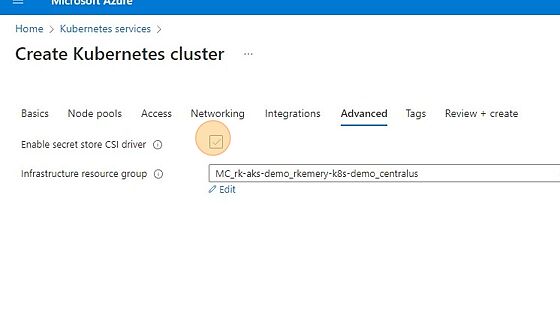 Microsoft Azure
Home > Kubernetes services >
Create Kubernetes cluster ...
Basics Node pools Access Networking Integrations Advanced Tags Review + create
Enable secret store CSI driver
Infrastructure resource group MC_rk-aks-demo_rkemery-k8s-demo_centralus
Edit